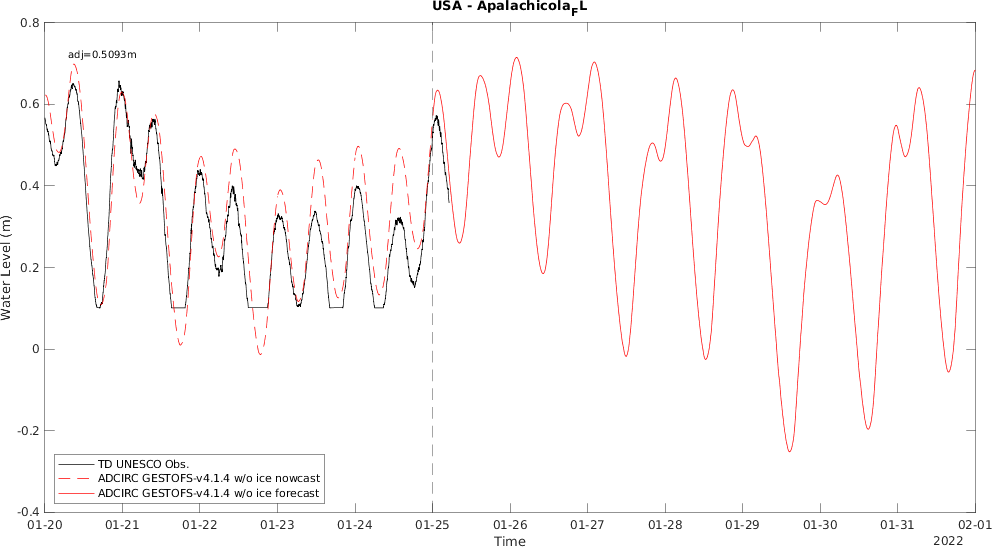 USA - Apalachicola_FL
adj=0.5093m
Water Level (m)
0.8
0.6
0.4
0.2
0
-0.2
-0.4
TD UNESCO Obs.
ADCIRC GESTOFS-v4.1.4 w/o ice nowcast
ADCIRC GESTOFS-v4.1.4 w/o ice forecast
01-20 01-21 01-22 01-23 01-24 01-25 01-26 01-27 01-28 01-29 01-30 01-31 02-01
Time
2022